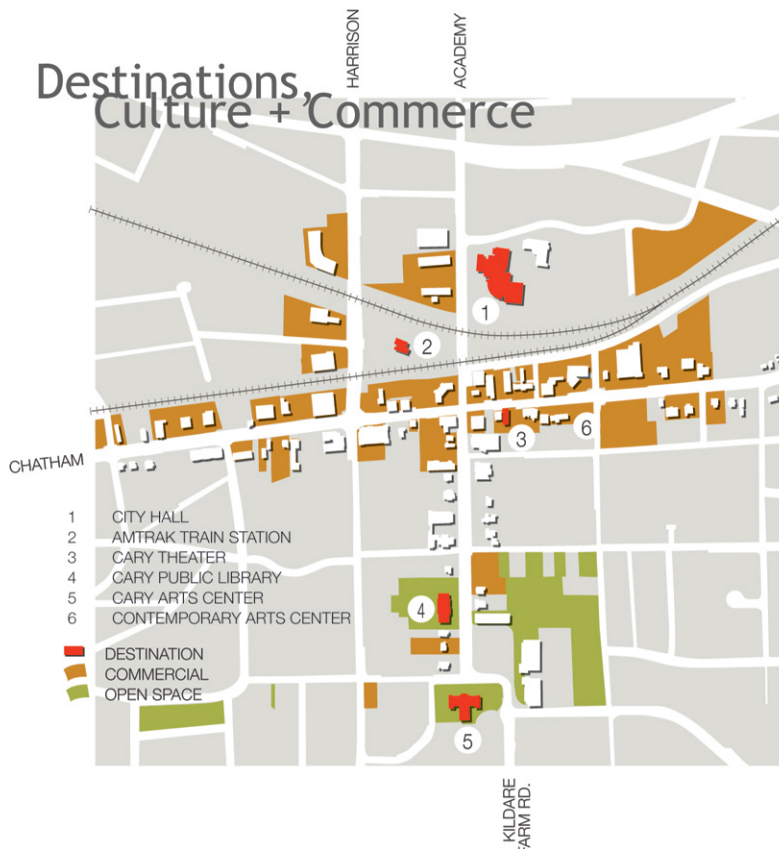 HARRISON
ACADEMY
Destinations,
Culture + Commerce
1
2
3
6
CHATHAM
1 CITY HALL
2 AMTRAK TRAIN STATION
3 CARY THEATER
4 CARY PUBLIC LIBRARY
5 CARY ARTS CENTER
6 CONTEMPORARY ARTS CENTER
4
DESTINATION
COMMERCIAL
OPEN SPACE
5
KILDARE
FARM RD.